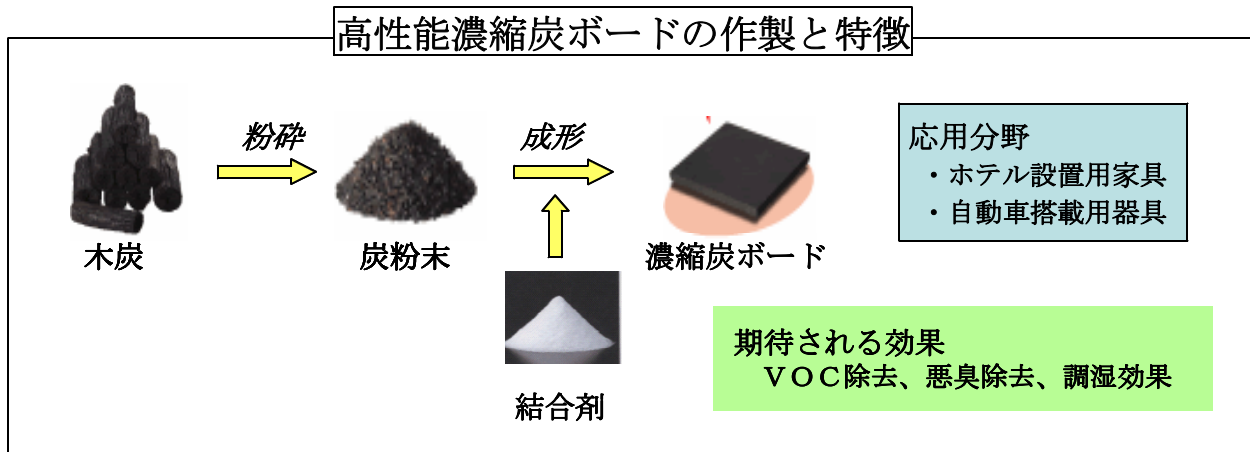 高性能濃縮炭ボードの作製と特徴
粉砕
成形
木炭
炭粉末
濃縮炭ボード
結合剤
応用分野
・ホテル設置用家具
・自動車搭載用器具
期待される効果
ＶＯＣ除去、悪臭除去、調湿効果